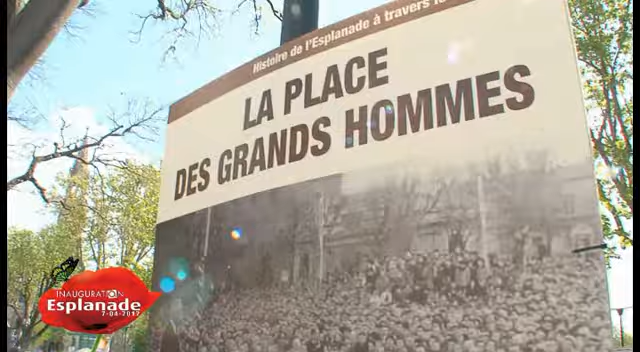 Histoire de l'Esplanade à travers
LA PLACE
DES GRANDS HOMMES
INAUGURATION
Esplanade
7-04-2017